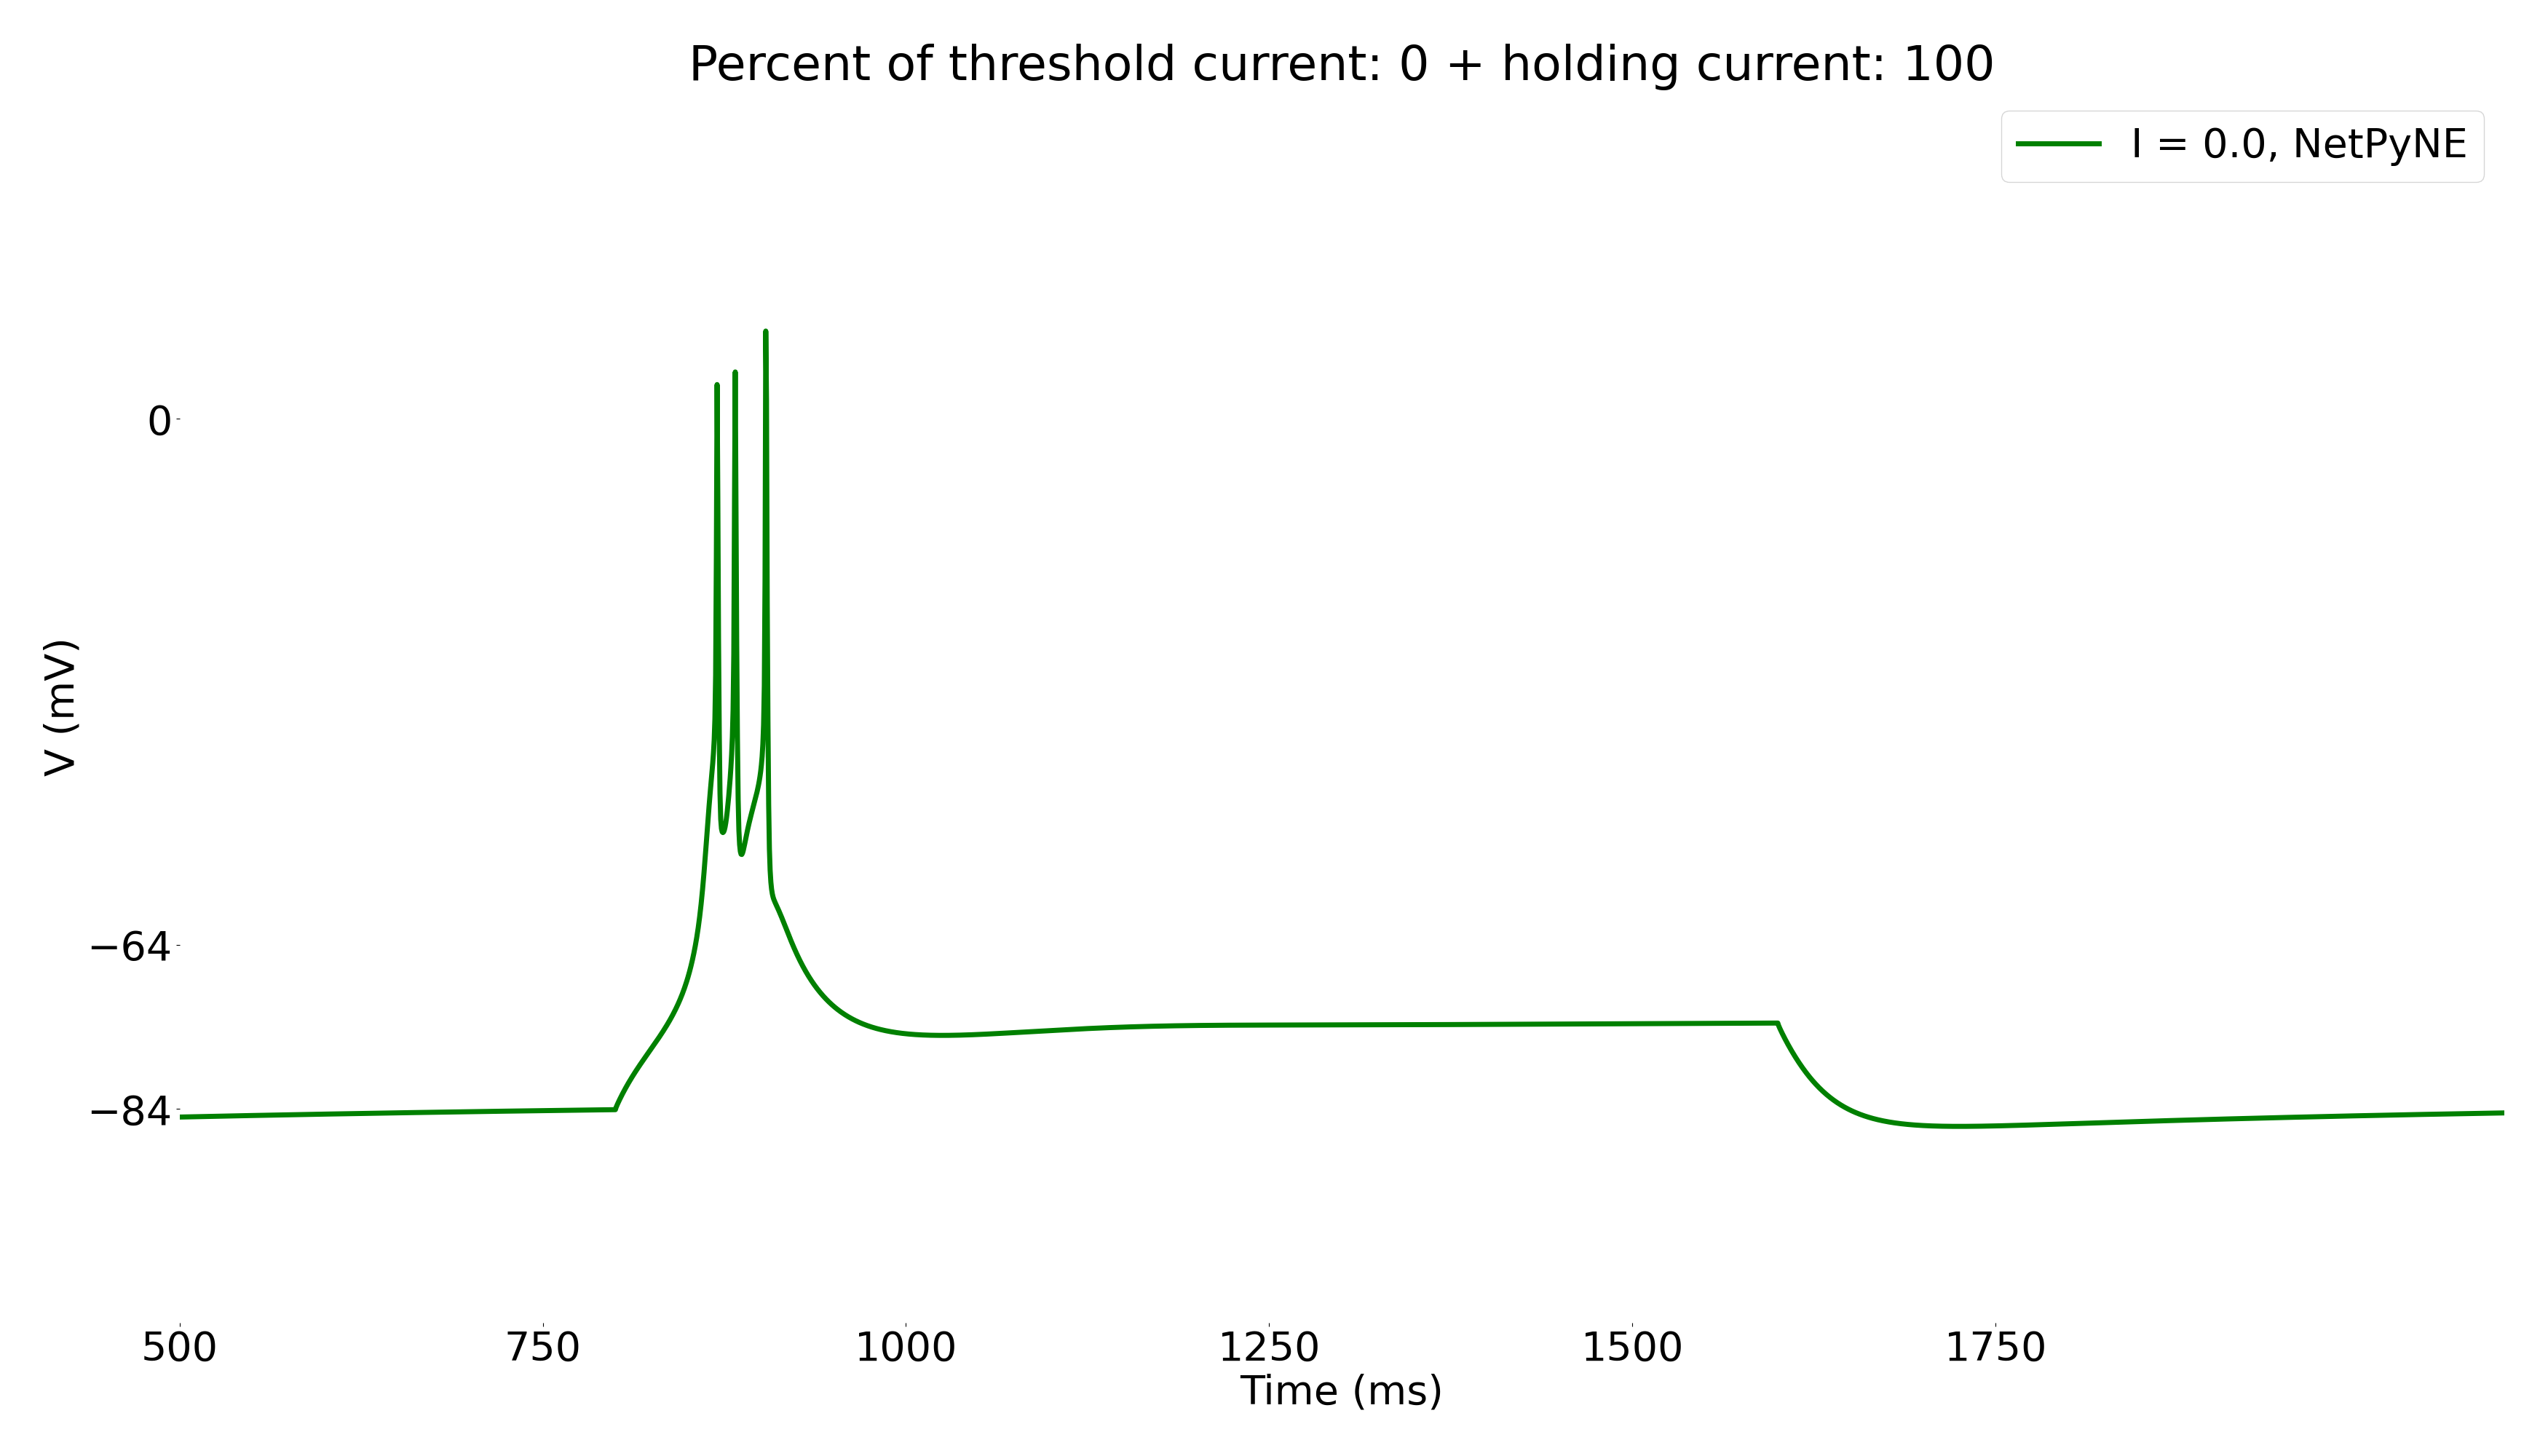 Percent of threshold current: 0 + holding current: 100
I = 0.0, NetPyNE
0
−64
−84
V (mV)
500 750 1000 1250 1500 1750
Time (ms)